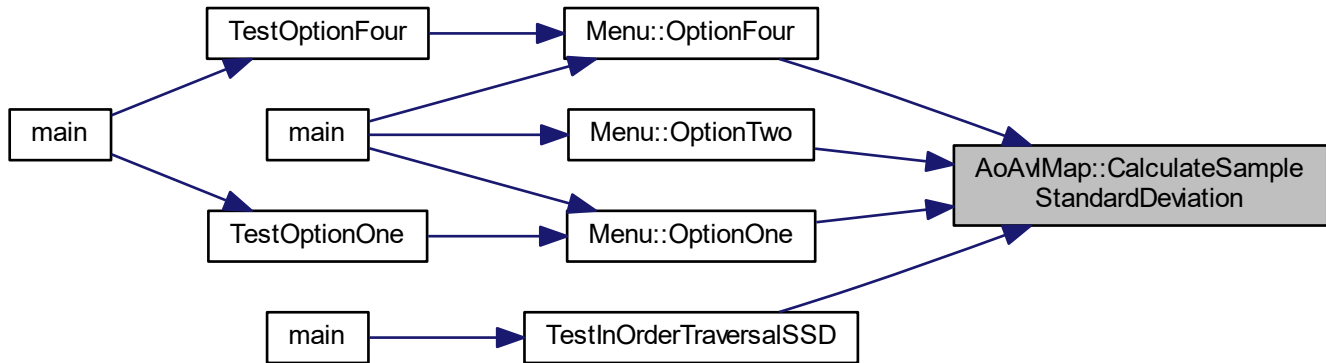 TestOptionFour
Menu::OptionFour
main
main
Menu::OptionTwo
AoAvlMap::CalculateSample
StandardDeviation
TestOptionOne
Menu::OptionOne
main
TestInOrderTraversalSSD